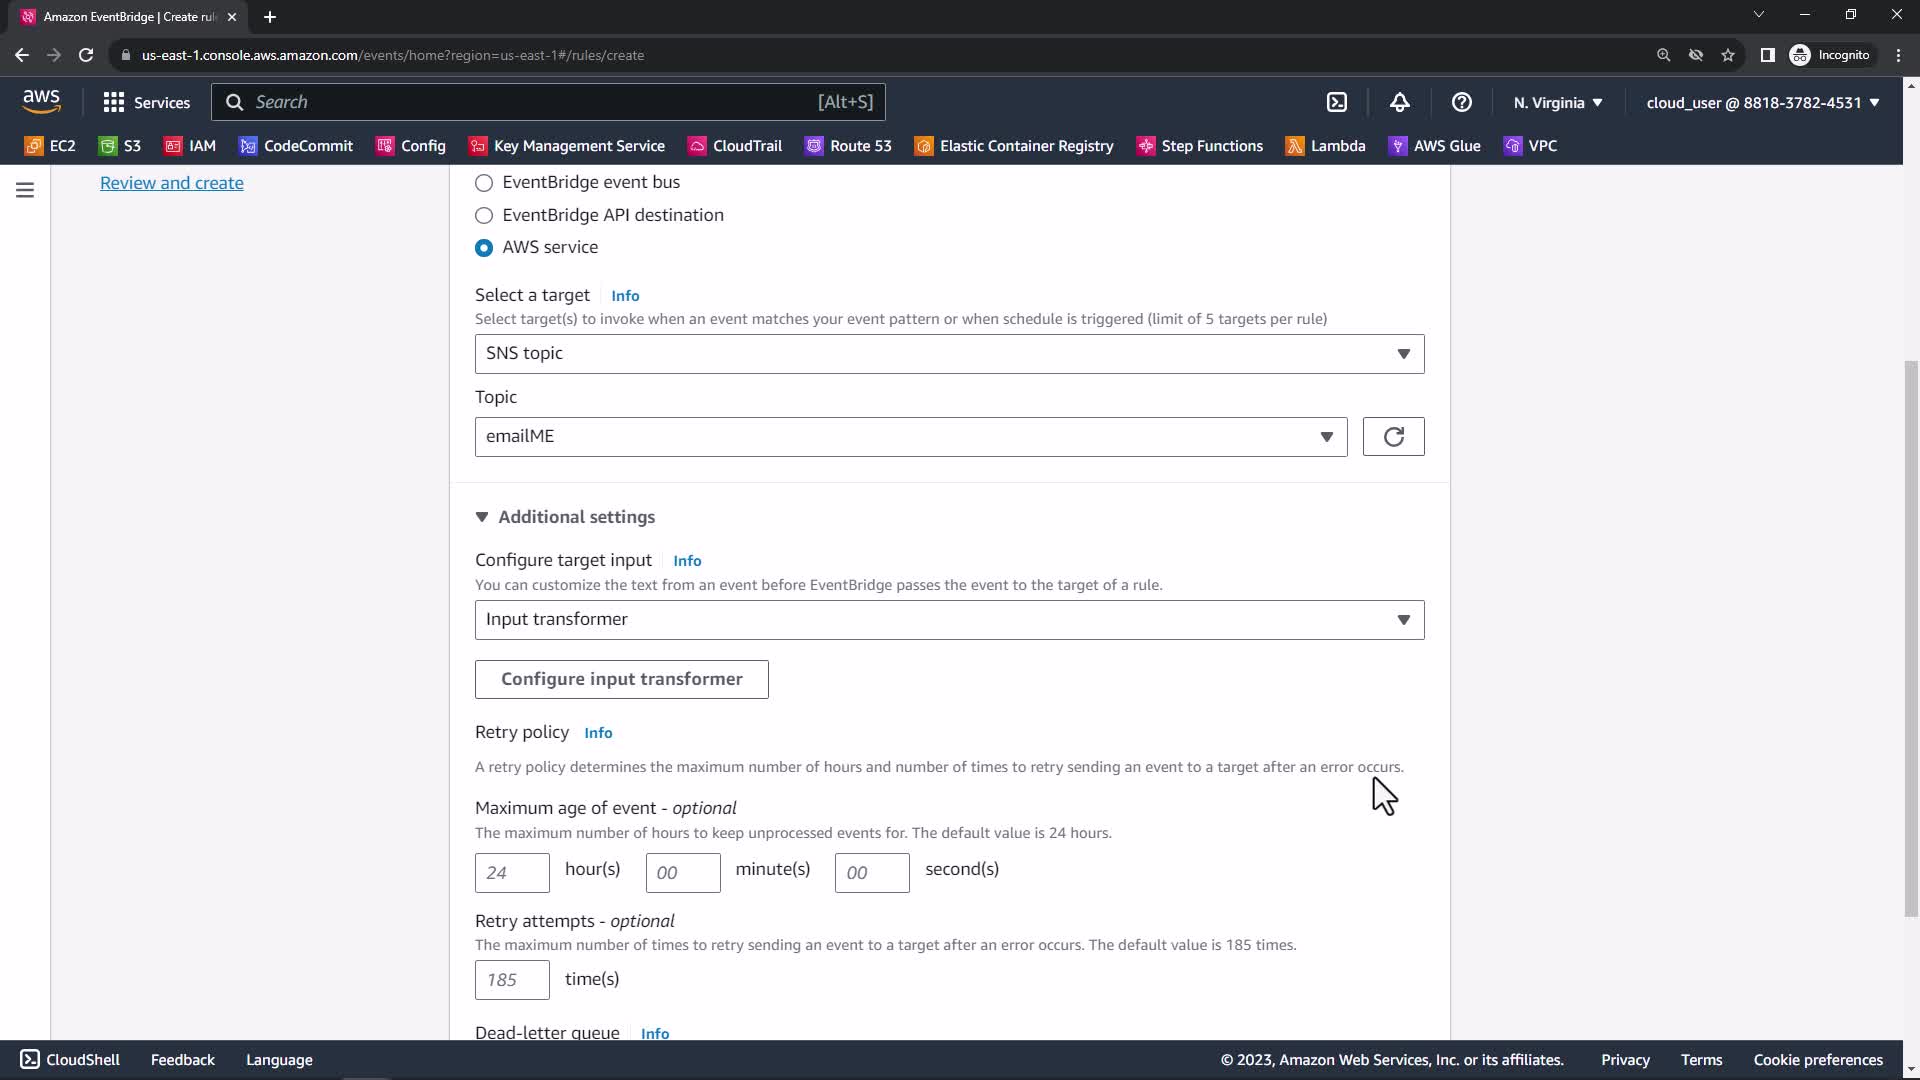 Amazon EventBridge | Create rul
us-east-1.console.aws.amazon.com/events/home?region=us-east-1#/rules/create
Incognito
aws
Services
Search
[Alt+S]
N. Virginia
cloud_user @ 8818-3782-4531
EC2
S3
IAM
CodeCommit
Config
Key Management Service
CloudTrail
Route 53
Elastic Container Registry
Step Functions
Lambda
AWS Glue
VPC
Review and create
EventBridge event bus
EventBridge API destination
AWS service
Select a target Info
Select target(s) to invoke when an event matches your event pattern or when schedule is triggered (limit of 5 targets per rule)
SNS topic
Topic
emailME
Additional settings
Configure target input Info
You can customize the text from an event before EventBridge passes the event to the target of a rule.
Input transformer
Configure input transformer
Retry policy Info
A retry policy determines the maximum number of hours and number of times to retry sending an event to a target after an error occurs.
Maximum age of event - optional
The maximum number of hours to keep unprocessed events for. The default value is 24 hours.
24 hour(s) 00 minute(s) 00 second(s)
Retry attempts - optional
The maximum number of times to retry sending an event to a target after an error occurs. The default value is 185 times.
185 time(s)
Dead-letter queue Info
CloudShell
Feedback
Language
© 2023, Amazon Web Services, Inc. or its affiliates.
Privacy
Terms
Cookie preferences